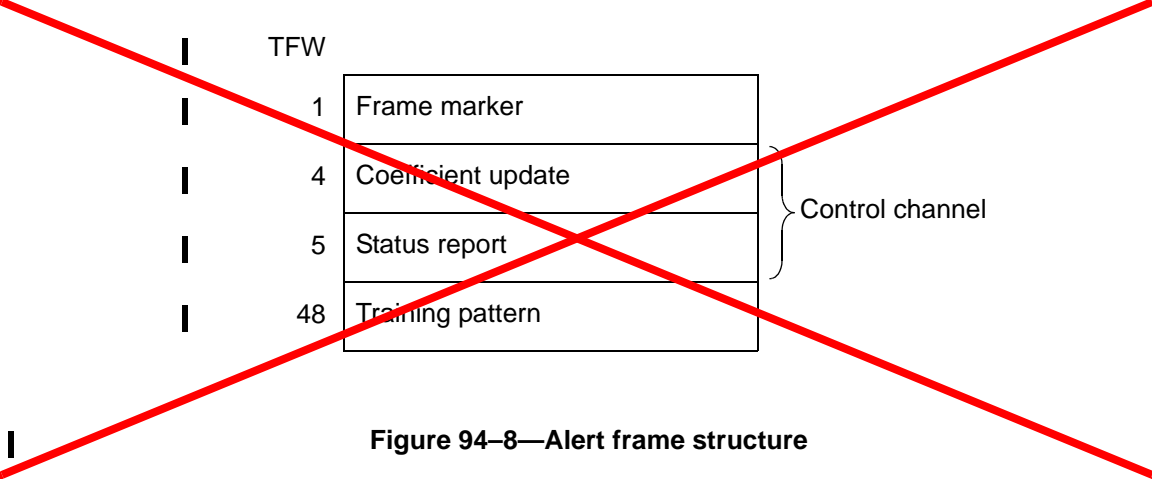 TFW
1 Frame marker
4 Coefficient update
Control channel
5 Status report
48 Training pattern
Figure 94–8—Alert frame structure